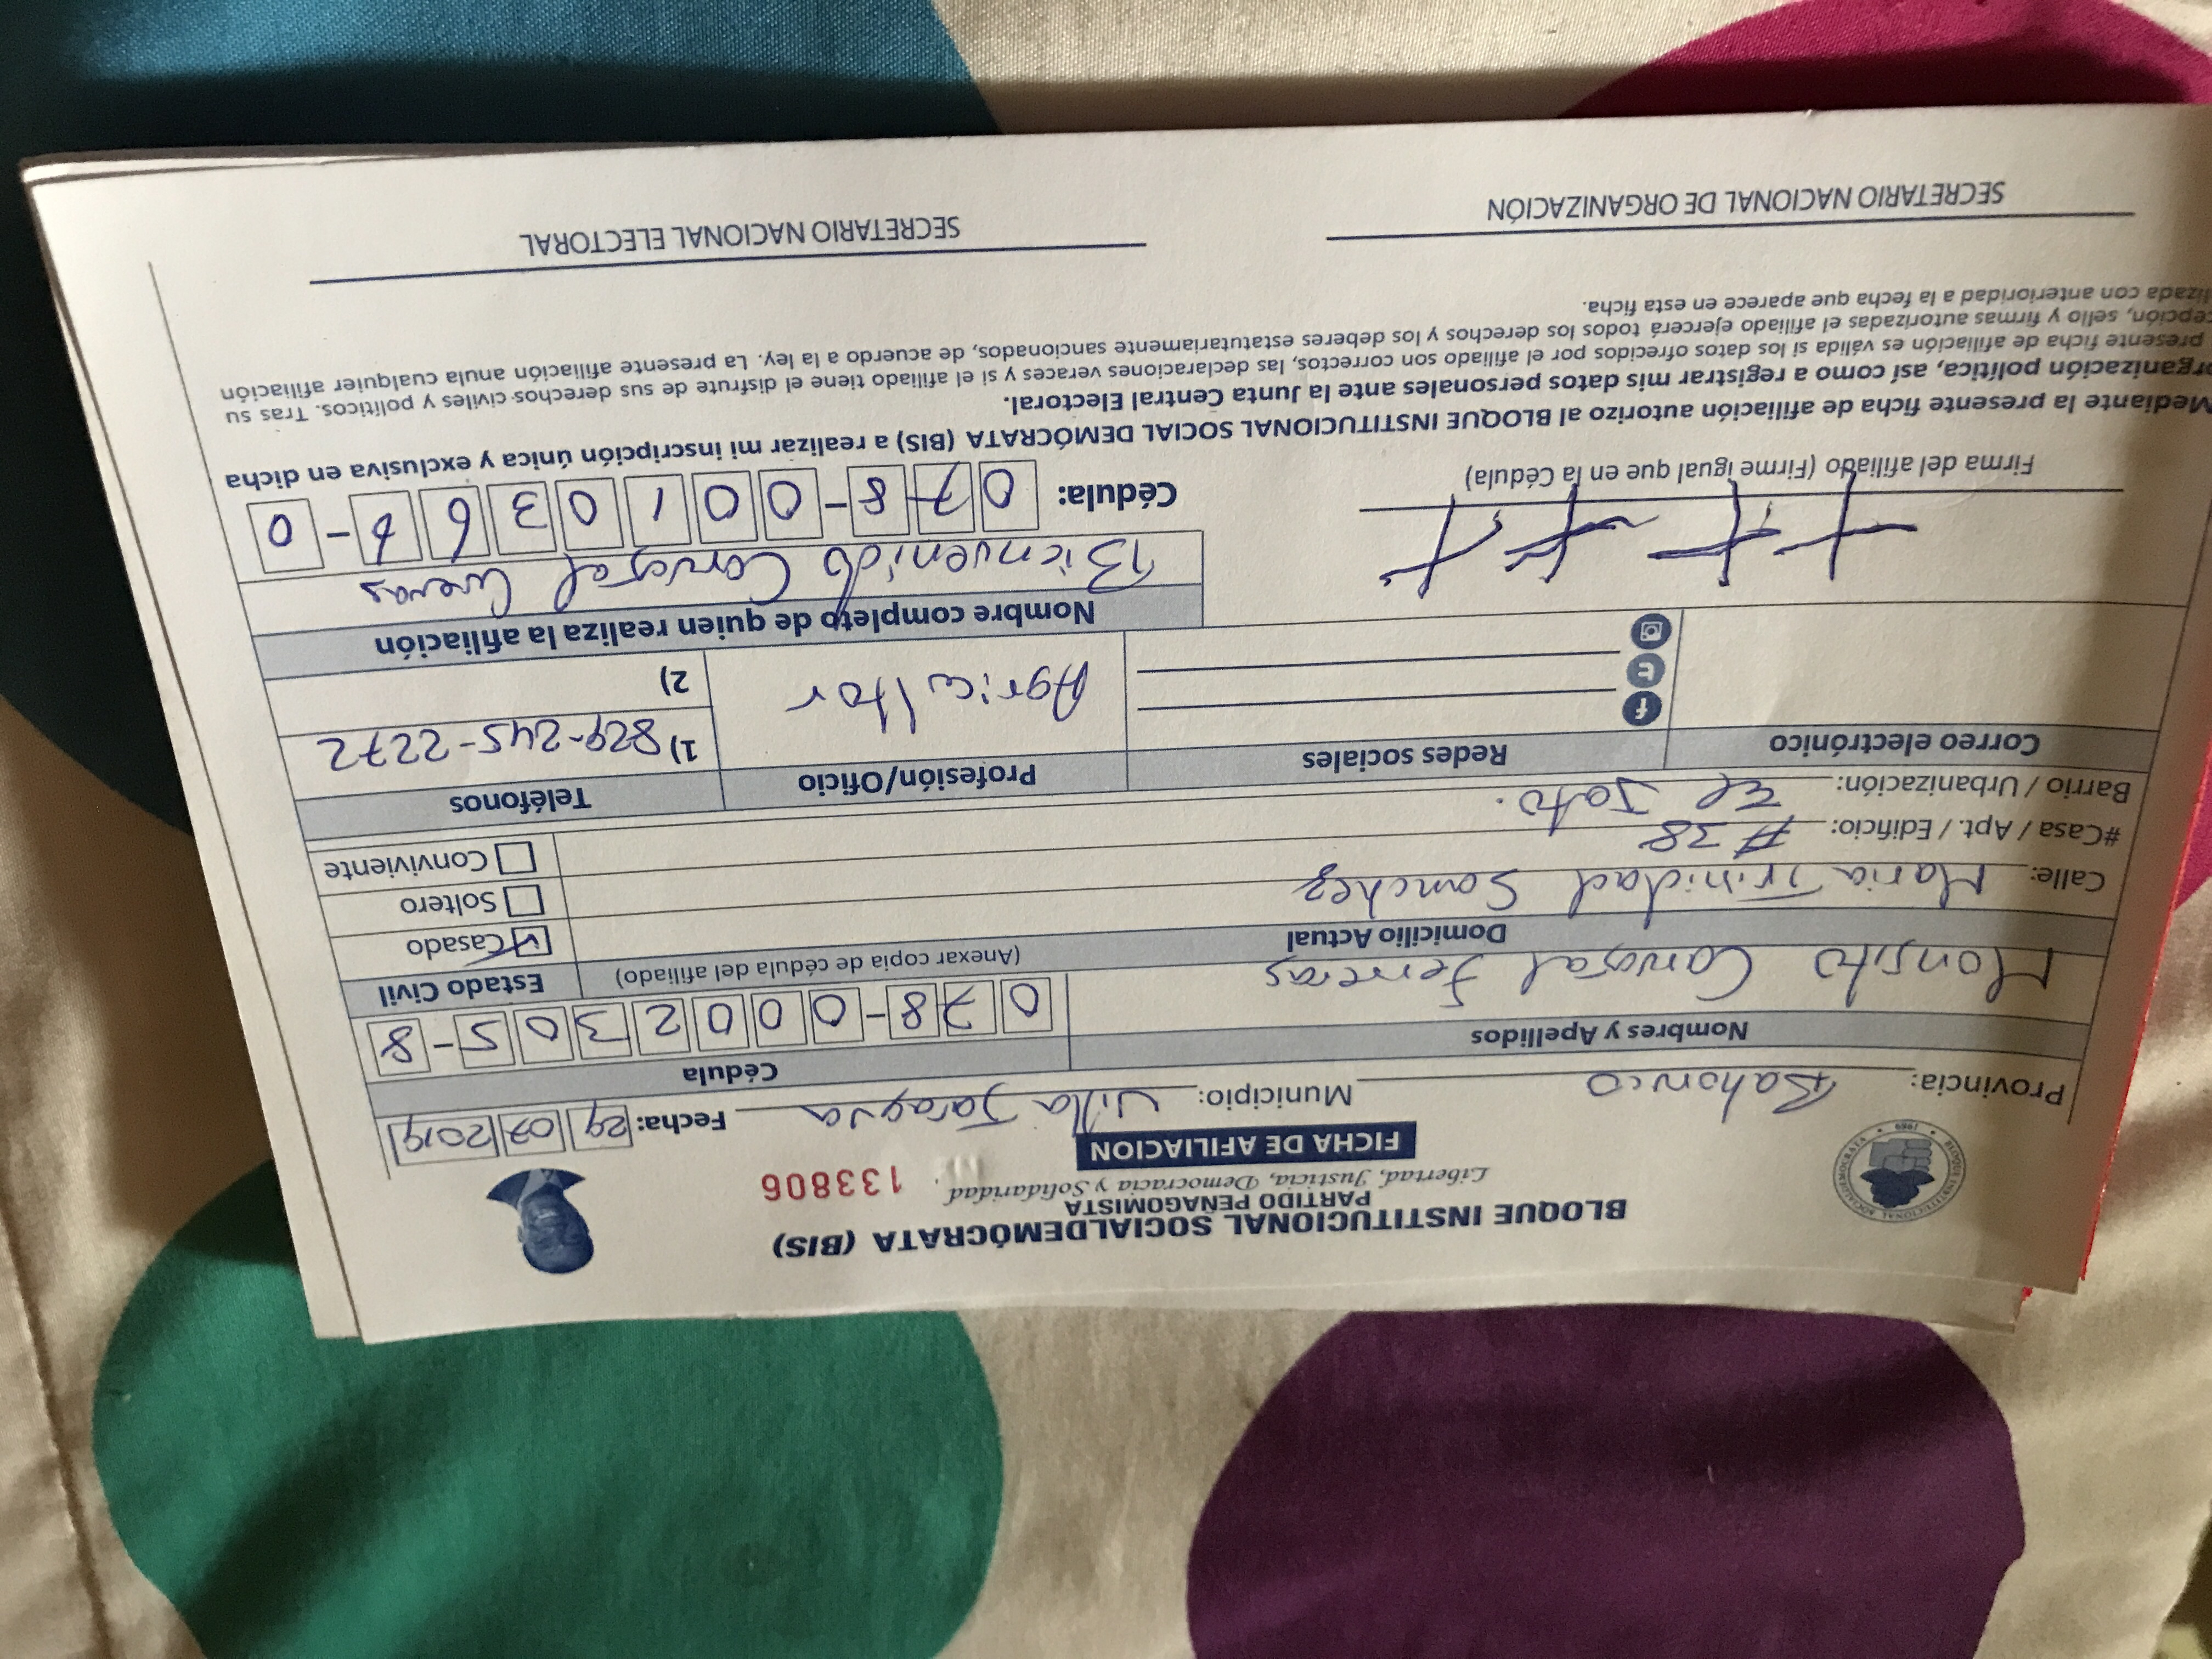 BLOQUE INSTITUCIONAL SOCIALDEMÓCRATA (BIS)
PARTIDO PEÑAGOMISTA
Libertad, Justicia, Democracia y Solidaridad
133806
FICHA DE AFILIACION
Provincia: Bahoruco Municipio: Villa Jaragua Fecha: 29 07 2019
Nombres y Apellidos Cédula
Carvajal Ferreras 078-0002305-8
Domicilio Actual (Anexar copia de cédula del afiliado) Estado Civil
Calle: Maria Trinidad Sanchez Casado
#Casa / Apt. / Edificio: #38 Soltero
Barrio / Urbanización: El Jato. Conviviente
Correo electrónico Redes sociales Profesión/Oficio Teléfonos
Agricultor 1) 829-245-2272
2)
Nombre completo de quien realiza la afiliación
Bienvenido Carvajal Cuevas
Firma del afiliado (Firme igual que en la Cédula)
Cédula: 078-0010366-0
Mediante la presente ficha de afiliación autorizo al BLOQUE INSTITUCIONAL SOCIAL DEMÓCRATA (BIS) a realizar mi inscripción única y exclusiva en dicha
organización política, así como a registrar mis datos personales ante la Junta Central Electoral.
presente ficha de afiliación es válida si los datos ofrecidos por el afiliado son correctos, las declaraciones veraces y si el afiliado tiene el disfrute de sus derechos civiles y políticos. Tras su
cepción, sello y firmas autorizadas el afiliado ejercerá todos los derechos y los deberes estatutariamente sancionados, de acuerdo a la ley. La presente afiliación anula cualquier afiliación
lizada con anterioridad a la fecha que aparece en esta ficha.
SECRETARIO NACIONAL DE ORGANIZACIÓN SECRETARIO NACIONAL ELECTORAL